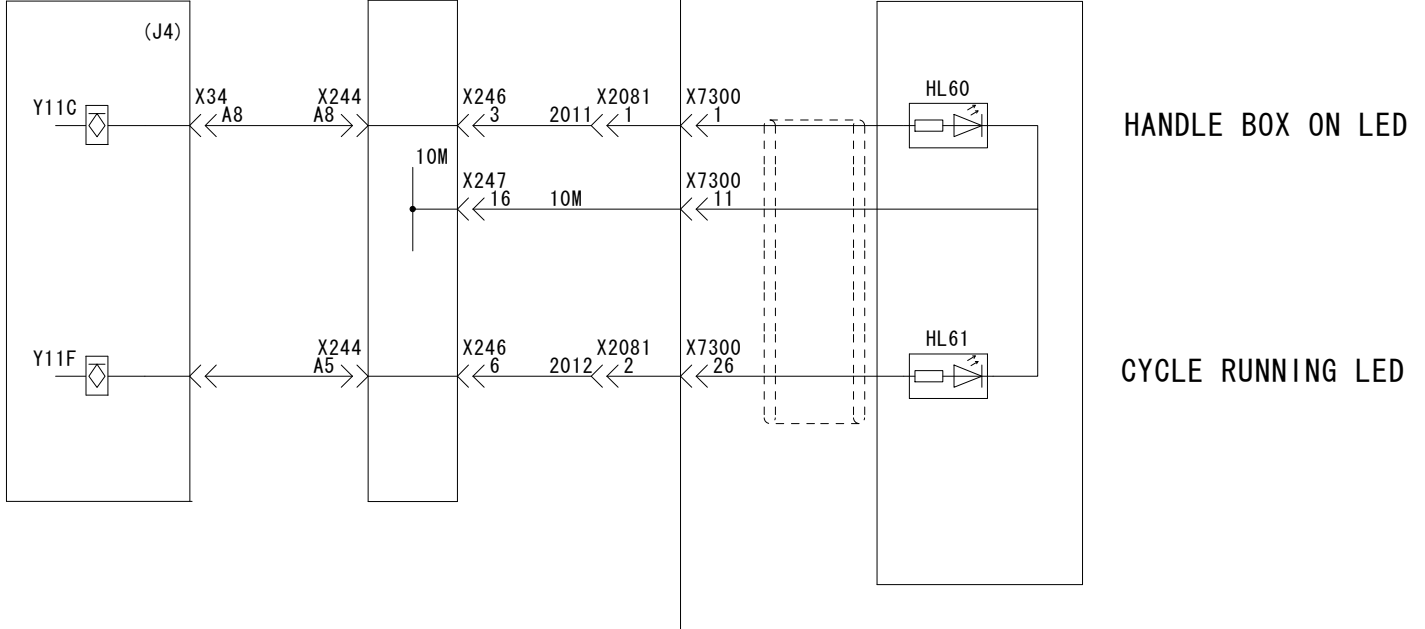 (J4)
Y11C X34 A8 X244 A8 X246 3 2011 X2081 1 X7300 1 HL60 HANDLE BOX ON LED
10M X247 16 10M X7300 11
Y11F X244 A5 X246 6 2012 X2081 2 X7300 26 HL61 CYCLE RUNNING LED